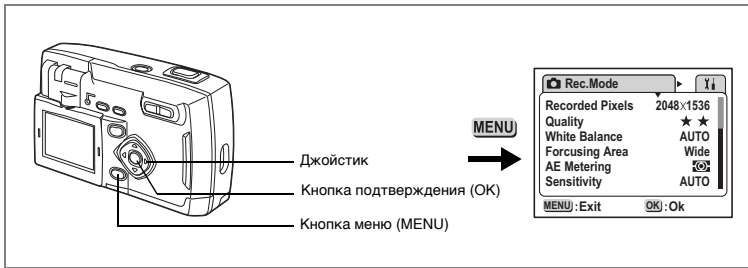 Джойстик
Кнопка подтверждения (OK)
Кнопка меню (MENU)
MENU
Rec.Mode
Recorded Pixels 2048×1536
Quality ★ ★
White Balance AUTO
Forcusing Area Wide
AE Metering
Sensitivity AUTO
MENU : Exit OK : Ok